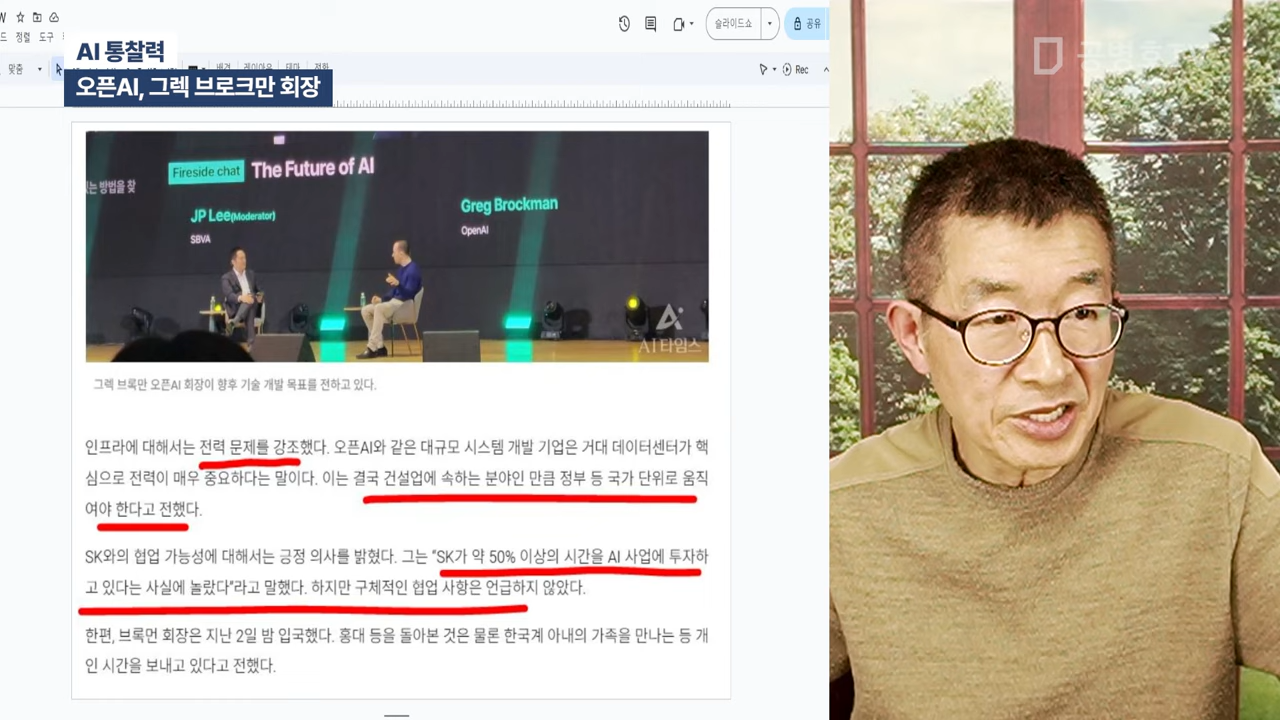 정렬 도구
슬라이드쇼
공유
AI 통찰력
맞춤
Rec
오픈AI, 그렉 브로크만 회장
Fireside chat The Future of AI
있는 방법을 찾
JP Lee(Moderator)
SBVA
Greg Brockman
OpenAI
AI타임스
그렉 브록만 오픈AI 회장이 향후 기술 개발 목표를 전하고 있다.
인프라에 대해서는 전력 문제를 강조했다. 오픈AI와 같은 대규모 시스템 개발 기업은 거대 데이터센터가 핵
심으로 전력이 매우 중요하다는 말이다. 이는 결국 건설업에 속하는 분야인 만큼 정부 등 국가 단위로 움직
여야 한다고 전했다.
SK와의 협업 가능성에 대해서는 긍정 의사를 밝혔다. 그는 “SK가 약 50% 이상의 시간을 AI 사업에 투자하
고 있다는 사실에 놀랐다”라고 말했다. 하지만 구체적인 협업 사항은 언급하지 않았다.
한편, 브록먼 회장은 지난 2일 밤 입국했다. 홍대 등을 돌아본 것은 물론 한국계 아내의 가족을 만나는 등 개
인 시간을 보내고 있다고 전했다.